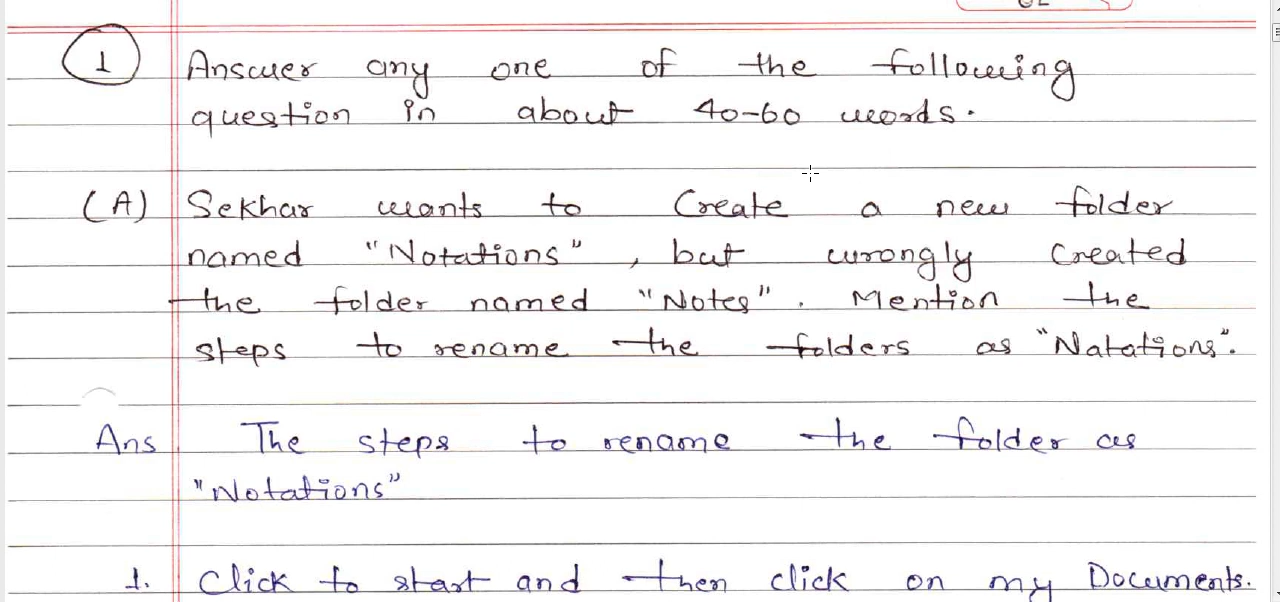 1 Answer any one of the following
question in about 40-60 words.
(A) Sekhar wants to Create a new folder
named "Notations", but wrongly Created
the folder named "Notes". Mention the
steps to rename the folders as "Natations".
Ans The steps to rename the folder as
"Notations"
1. Click to start and then click on my Documents.